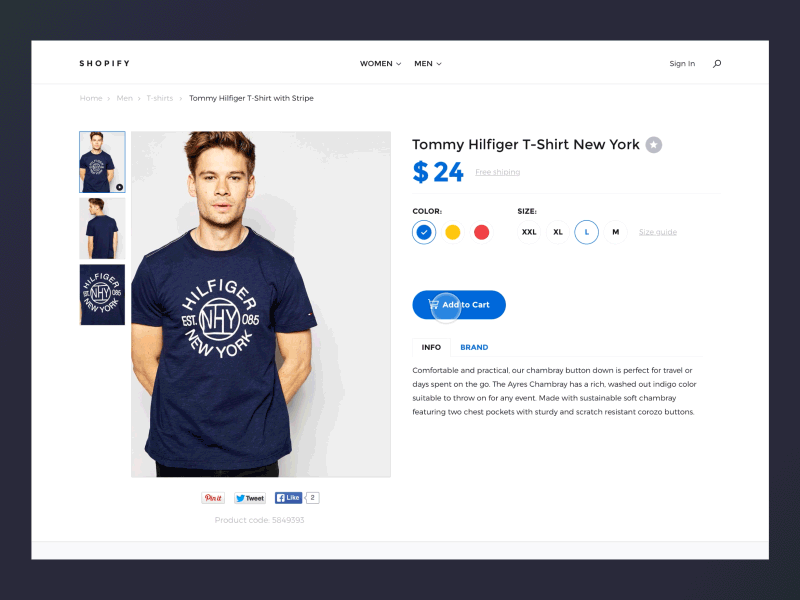 SHOPIFY
WOMEN
MEN
Sign In
Home
Men
T-shirts
Tommy Hilfiger T-Shirt with Stripe
HILFIGER
EST. NHY 085
NEW YORK
HILFIGER
EST. NHY 085
NEW YORK
Tommy Hilfiger T-Shirt New York
$ 24
Free shiping
COLOR:
SIZE:
XXL
XL
L
M
Size guide
Add to Cart
INFO
BRAND
Comfortable and practical, our chambray button down is perfect for travel or
days spent on the go. The Ayres Chambray has a rich, washed out indigo color
suitable to throw on for any event. Made with sustainable soft chambray
featuring two chest pockets with sturdy and scratch resistant corozo buttons.
Pin it
Tweet
Like
2
Product code: 5849393